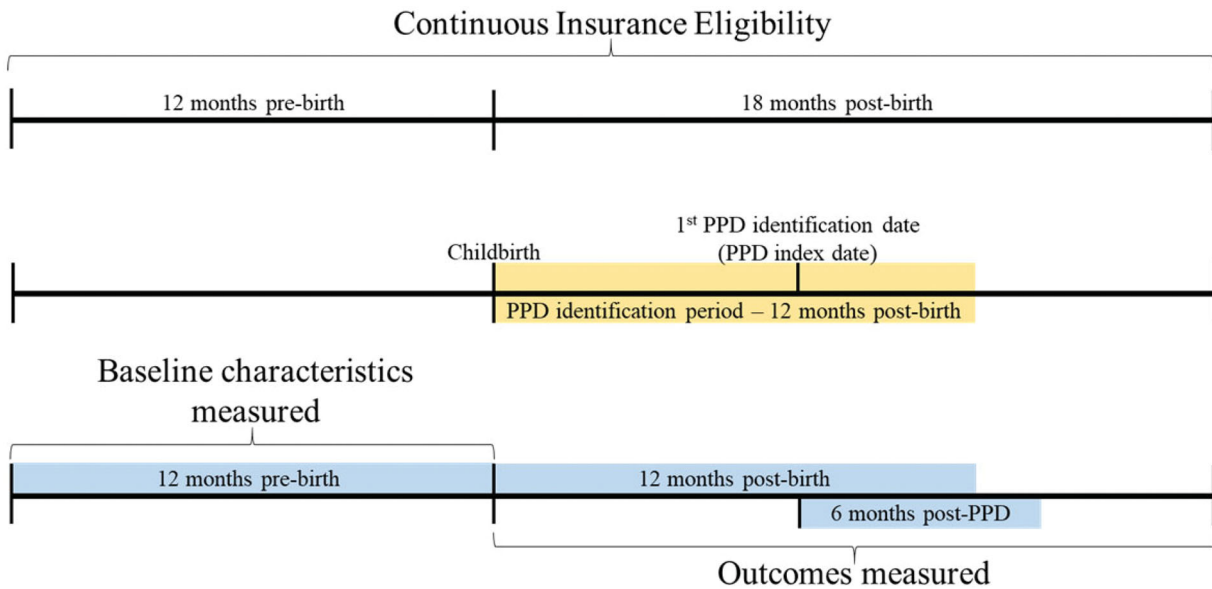 Continuous Insurance Eligibility
12 months pre-birth
18 months post-birth
1st PPD identification date
(PPD index date)
Childbirth
PPD identification period – 12 months post-birth
Baseline characteristics
measured
12 months pre-birth
12 months post-birth
6 months post-PPD
Outcomes measured